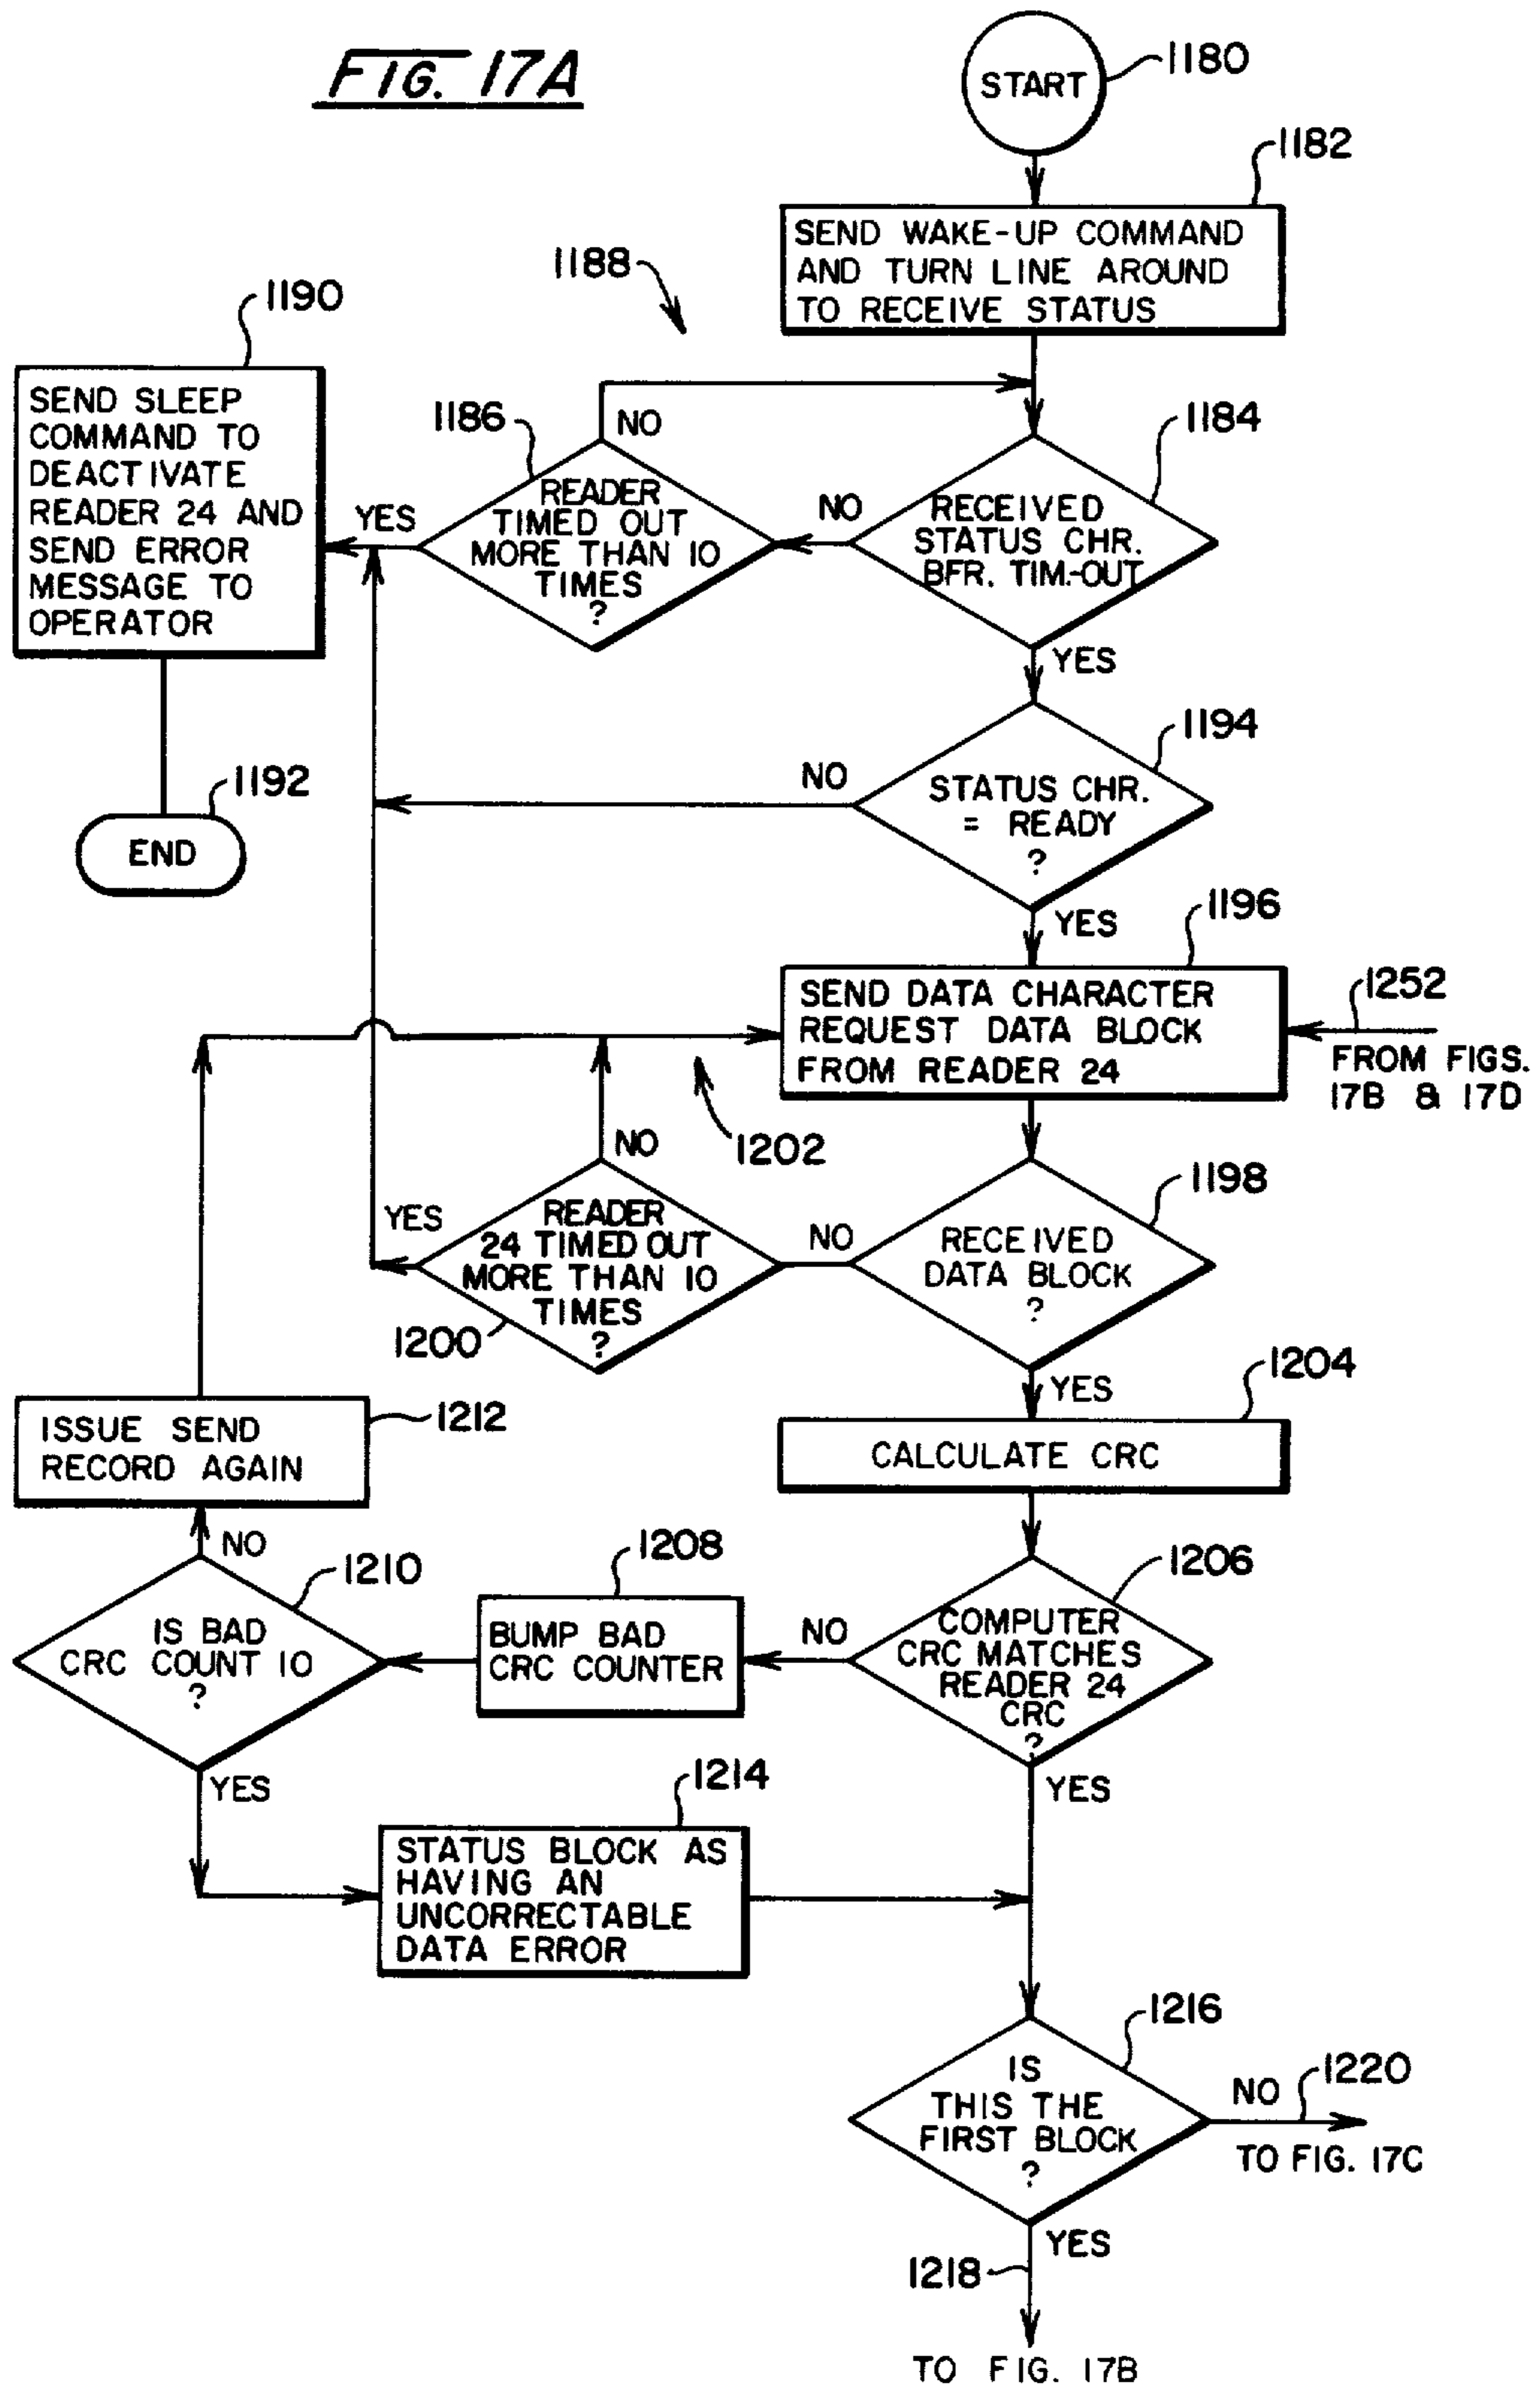 FIG. 17A
START
1180
1182
SEND WAKE-UP COMMAND
AND TURN LINE AROUND
TO RECEIVE STATUS
1188
1190
SEND SLEEP
COMMAND TO
DEACTIVATE
READER 24 AND
SEND ERROR
MESSAGE TO
OPERATOR
1186
NO
READER
TIMED OUT
MORE THAN 10
TIMES
?
YES
NO
1184
RECEIVED
STATUS CHR.
BFR. TIM.-OUT
YES
1192
END
1194
NO
STATUS CHR.
= READY
?
YES
1196
SEND DATA CHARACTER
REQUEST DATA BLOCK
FROM READER 24
1252
FROM FIGS.
17B & 17D
1202
NO
YES
READER
24 TIMED OUT
MORE THAN 10
TIMES
?
1200
NO
1198
RECEIVED
DATA BLOCK
?
YES
1204
CALCULATE CRC
1212
ISSUE SEND
RECORD AGAIN
NO
1210
IS BAD
CRC COUNT 10
?
YES
1208
BUMP BAD
CRC COUNTER
NO
1206
COMPUTER
CRC MATCHES
READER 24
CRC
?
YES
1214
STATUS BLOCK AS
HAVING AN
UNCORRECTABLE
DATA ERROR
1216
IS
THIS THE
FIRST BLOCK
?
NO
1220
TO FIG. 17C
YES
1218
TO FIG. 17B